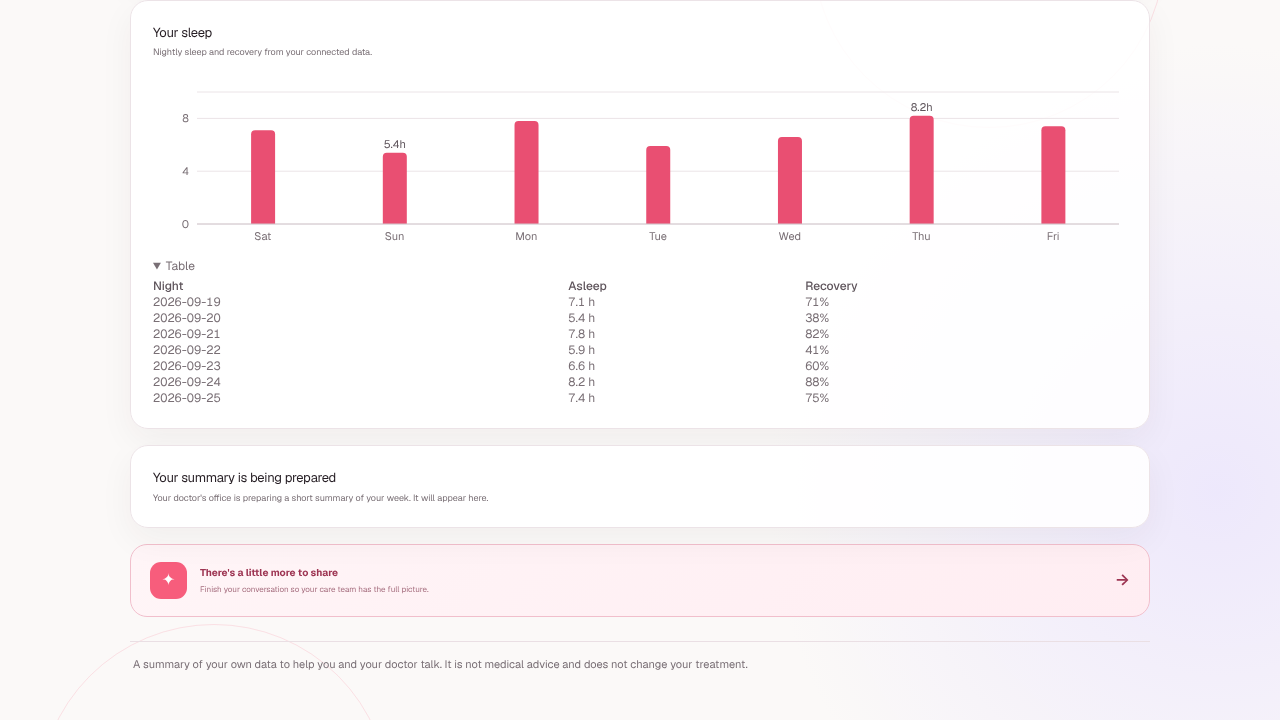 Your sleep
Nightly sleep and recovery from your connected data.
8.2h
8
5.4h
4
0
Sat Sun Mon Tue Wed Thu Fri
▼ Table
Night Asleep Recovery
2026-09-19 7.1 h 71%
2026-09-20 5.4 h 38%
2026-09-21 7.8 h 82%
2026-09-22 5.9 h 41%
2026-09-23 6.6 h 60%
2026-09-24 8.2 h 88%
2026-09-25 7.4 h 75%
Your summary is being prepared
Your doctor's office is preparing a short summary of your week. It will appear here.
There's a little more to share
Finish your conversation so your care team has the full picture.
A summary of your own data to help you and your doctor talk. It is not medical advice and does not change your treatment.